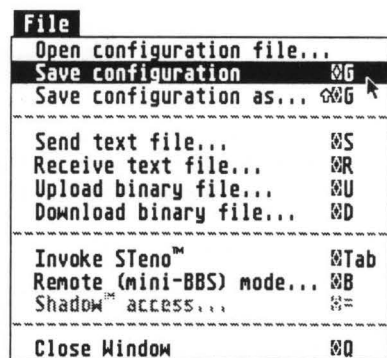 File
Open configuration file...
Save configuration ◆G
Save configuration as... ⇧◆G
Send text file... ◆S
Receive text file... ◆R
Upload binary file... ◆U
Download binary file... ◆D
Invoke STeno™ ◆Tab
Remote (mini-BBS) mode... ◆B
Shadow™ access... ◆=
Close Window ◆Q